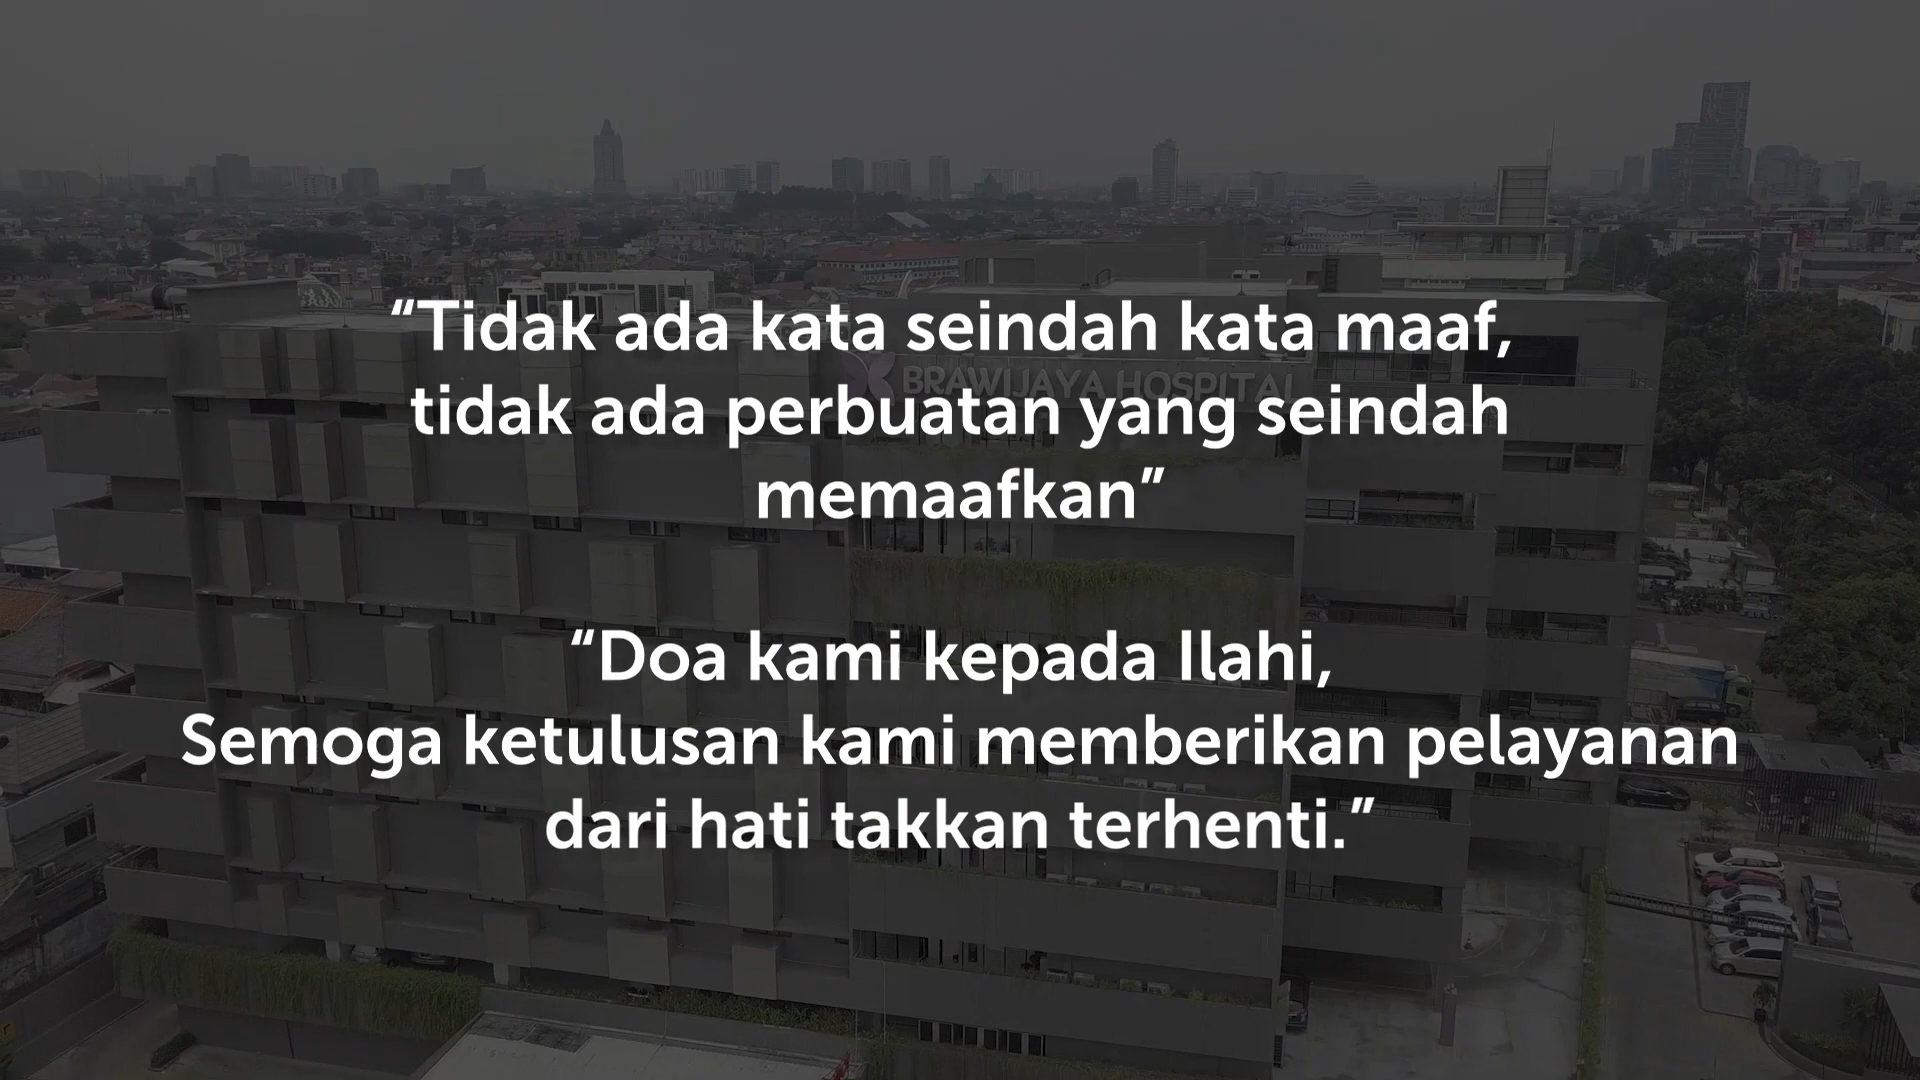 “Tidak ada kata seindah kata maaf,
BRAWIJAYA HOSPITAL
tidak ada perbuatan yang seindah
memaafkan”
“Doa kami kepada Ilahi,
Semoga ketulusan kami memberikan pelayanan
dari hati takkan terhenti.”